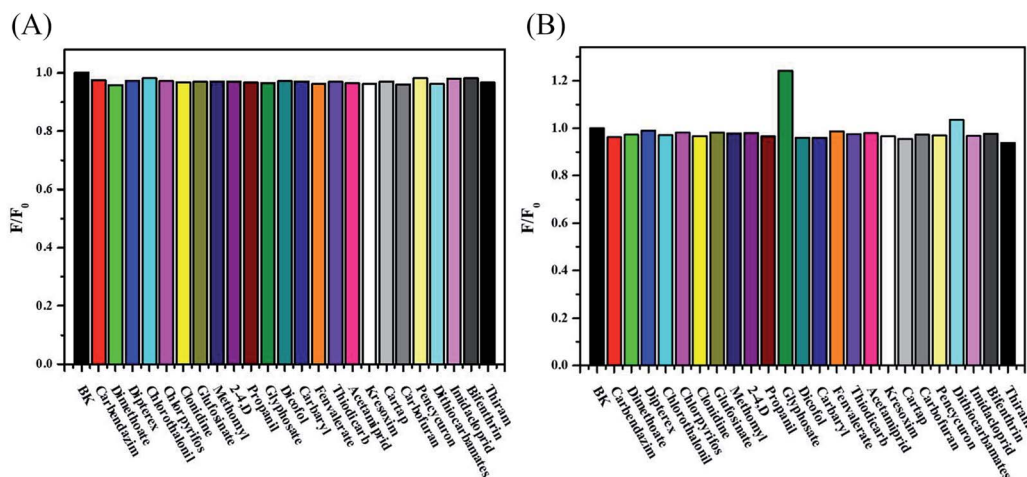 (A)
F/F0
1.0
0.8
0.6
0.4
0.2
0.0
BK
Carbendazim
Dimethoate
Dipterex
Chlorothalonil
Chlorpyrifos
Clonidine
Glufosinate
Methomyl
2-4.D
Propanil
Glyphosate
Dicofol
Carbaryl
Fenvalerate
Thiodicarb
Acetamiprid
Kresoxim
Cartap
Carbofuran
Pencycuron
Dithiocarbamates
Imidacloprid
Bifenthrin
Thiram
(B)
F/F0
1.2
1.0
0.8
0.6
0.4
0.2
0.0
BK
Carbendazim
Dimethoate
Dipterex
Chlorothalonil
Chlorpyrifos
Clonidine
Glufosinate
Methomyl
2-4.D
Propanil
Glyphosate
Dicofol
Carbaryl
Fenvalerate
Thiodicarb
Acetamiprid
Kresoxim
Cartap
Carbofuran
Pencycuron
Dithiocarbamates
Imidacloprid
Bifenthrin
Thiram